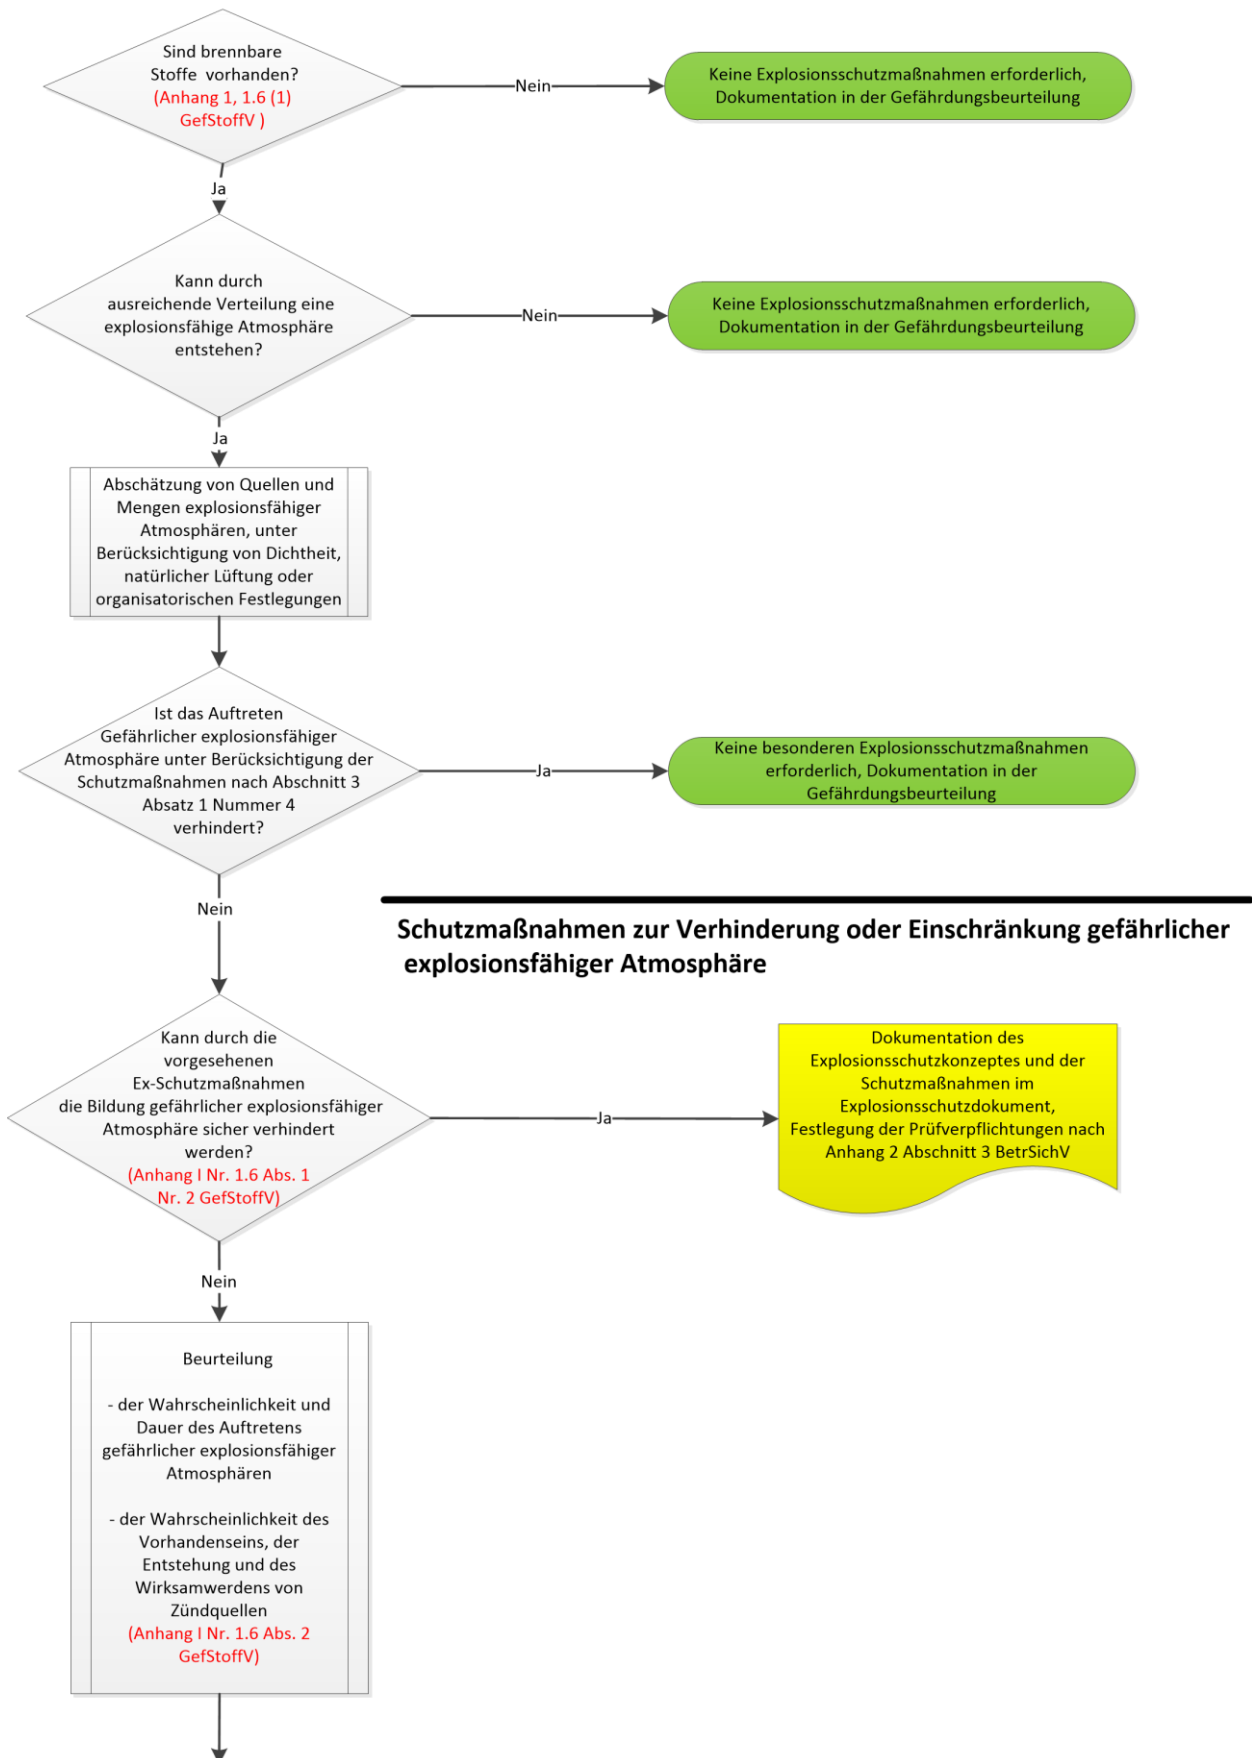 Sind brennbare
Stoffe vorhanden?
(Anhang 1, 1.6 (1)
GefStoffV )
Nein
Keine Explosionsschutzmaßnahmen erforderlich,
Dokumentation in der Gefährdungsbeurteilung
Ja
Kann durch
ausreichende Verteilung eine
explosionsfähige Atmosphäre
entstehen?
Nein
Keine Explosionsschutzmaßnahmen erforderlich,
Dokumentation in der Gefährdungsbeurteilung
Ja
Abschätzung von Quellen und
Mengen explosionsfähiger
Atmosphären, unter
Berücksichtigung von Dichtheit,
natürlicher Lüftung oder
organisatorischen Festlegungen
Ist das Auftreten
Gefährlicher explosionsfähiger
Atmosphäre unter Berücksichtigung der
Schutzmaßnahmen nach Abschnitt 3
Absatz 1 Nummer 4
verhindert?
Ja
Keine besonderen Explosionsschutzmaßnahmen
erforderlich, Dokumentation in der
Gefährdungsbeurteilung
Nein
Schutzmaßnahmen zur Verhinderung oder Einschränkung gefährlicher
explosionsfähiger Atmosphäre
Kann durch die
vorgesehenen
Ex-Schutzmaßnahmen
die Bildung gefährlicher explosionsfähiger
Atmosphäre sicher verhindert
werden?
(Anhang I Nr. 1.6 Abs. 1
Nr. 2 GefStoffV)
Ja
Dokumentation des
Explosionsschutzkonzeptes und der
Schutzmaßnahmen im
Explosionsschutzdokument,
Festlegung der Prüfverpflichtungen nach
Anhang 2 Abschnitt 3 BetrSichV
Nein
Beurteilung
- der Wahrscheinlichkeit und
Dauer des Auftretens
gefährlicher explosionsfähiger
Atmosphären
- der Wahrscheinlichkeit des
Vorhandenseins, der
Entstehung und des
Wirksamwerdens von
Zündquellen
(Anhang I Nr. 1.6 Abs. 2
GefStoffV)